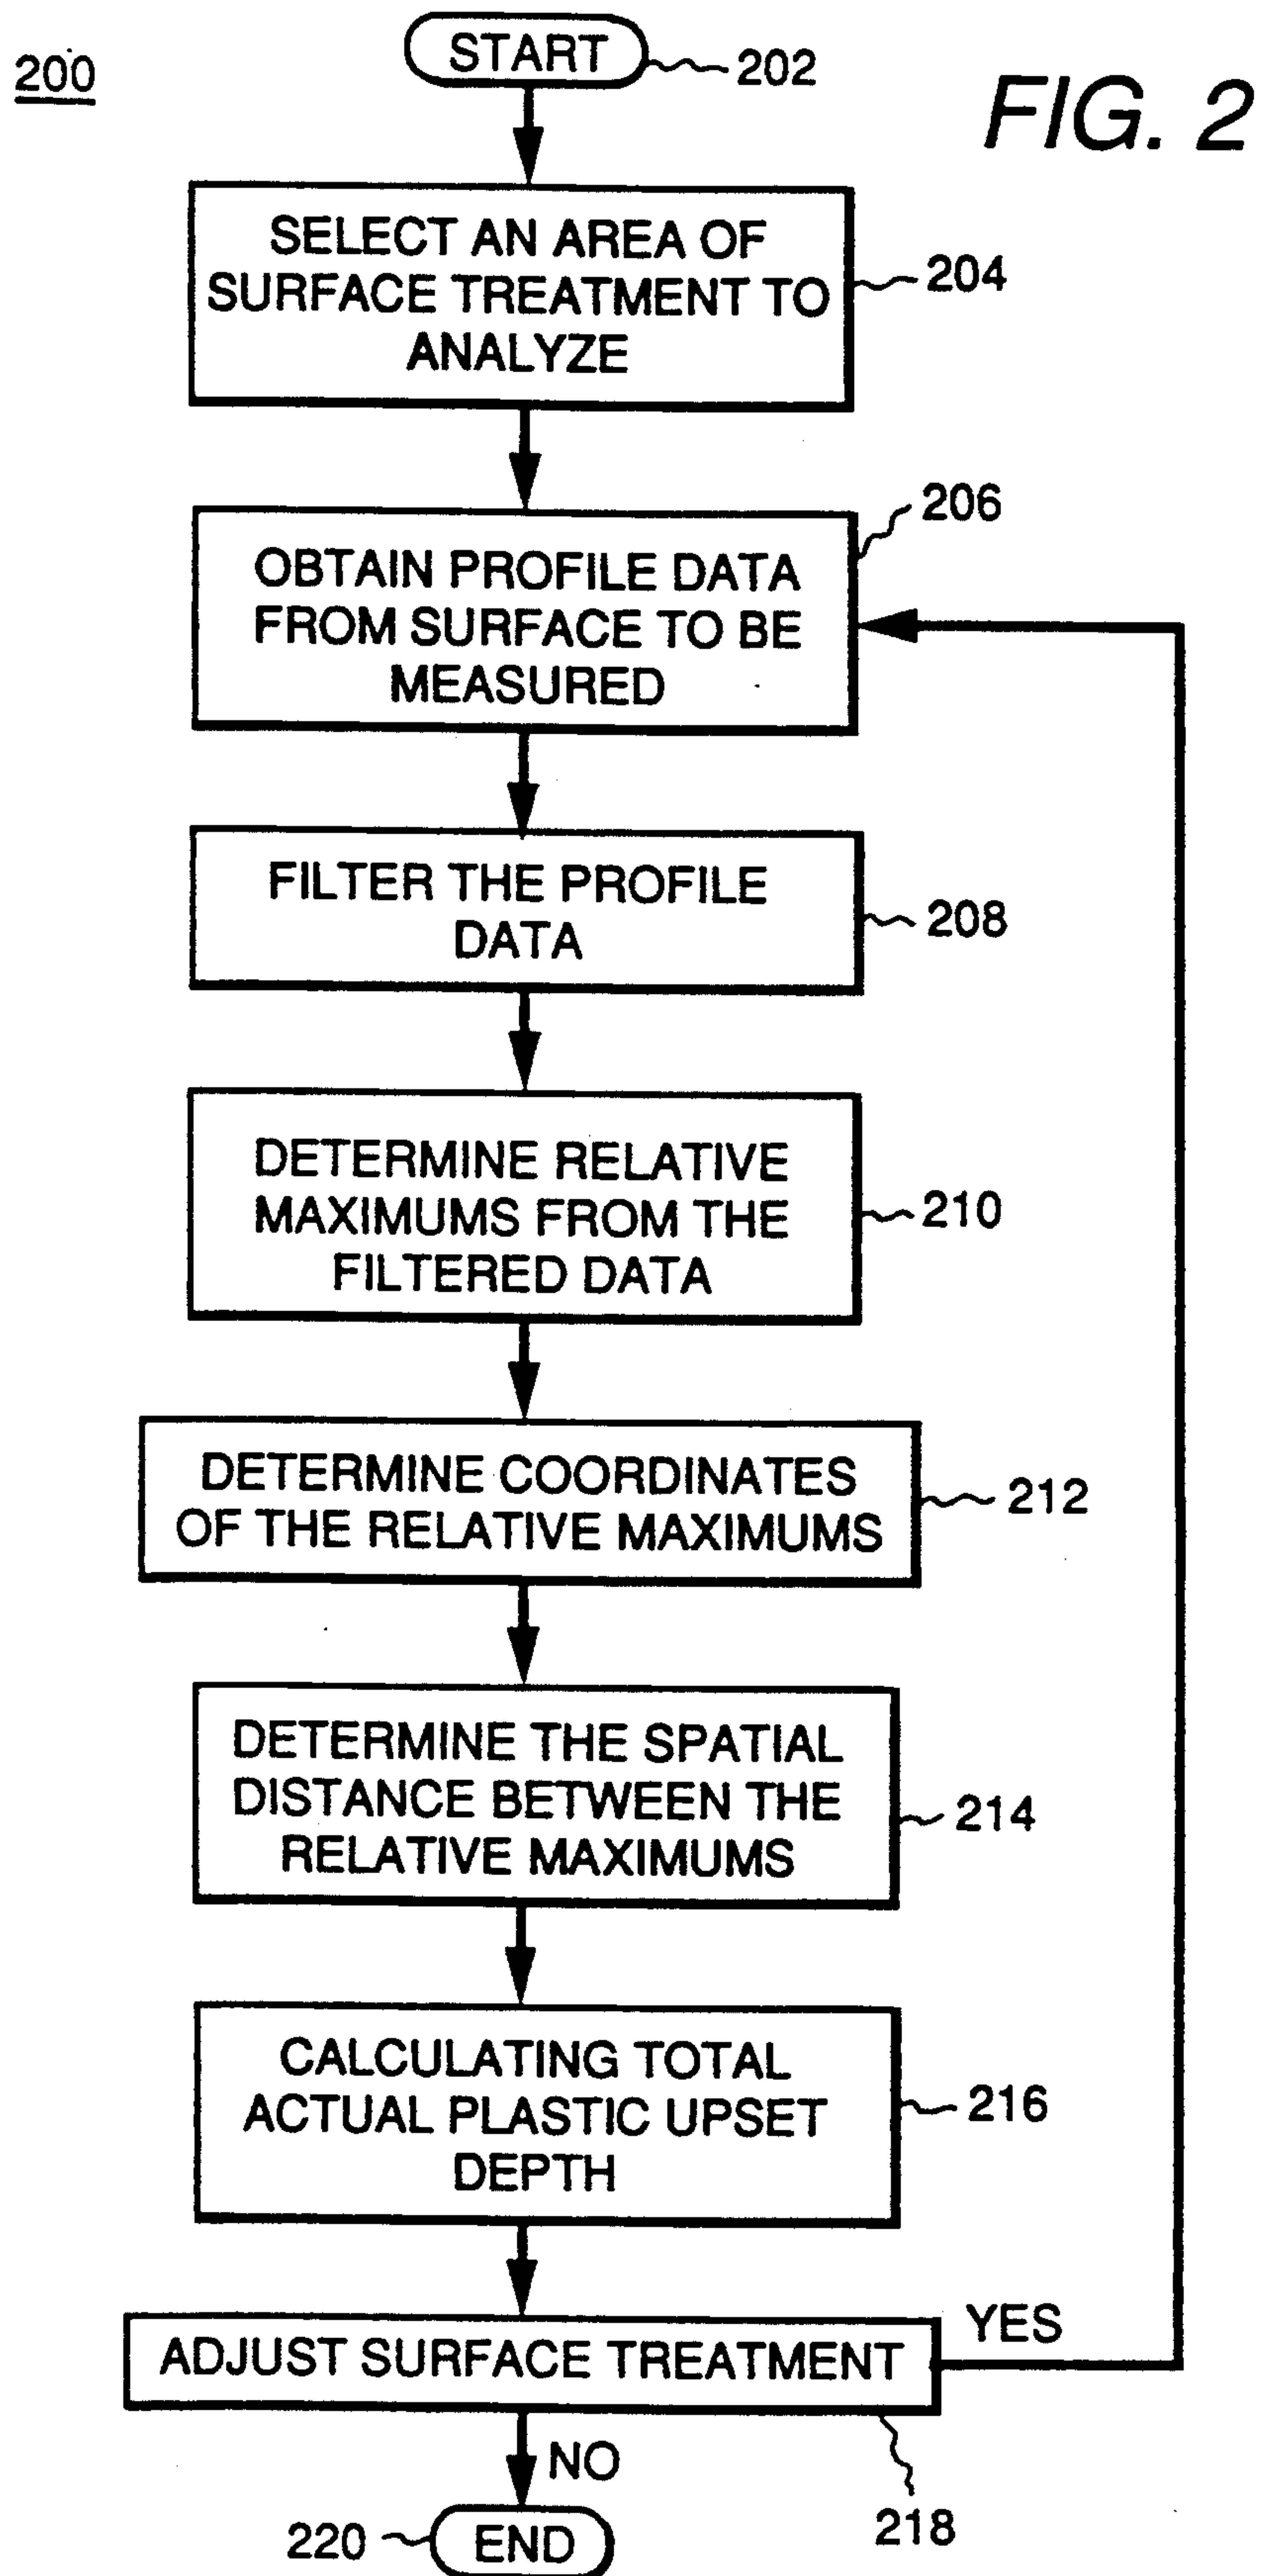 200
START
202
FIG. 2
SELECT AN AREA OF
SURFACE TREATMENT TO
ANALYZE
204
206
OBTAIN PROFILE DATA
FROM SURFACE TO BE
MEASURED
FILTER THE PROFILE
DATA
208
DETERMINE RELATIVE
MAXIMUMS FROM THE
FILTERED DATA
210
DETERMINE COORDINATES
OF THE RELATIVE MAXIMUMS
212
DETERMINE THE SPATIAL
DISTANCE BETWEEN THE
RELATIVE MAXIMUMS
214
CALCULATING TOTAL
ACTUAL PLASTIC UPSET
DEPTH
216
YES
ADJUST SURFACE TREATMENT
NO
218
220
END